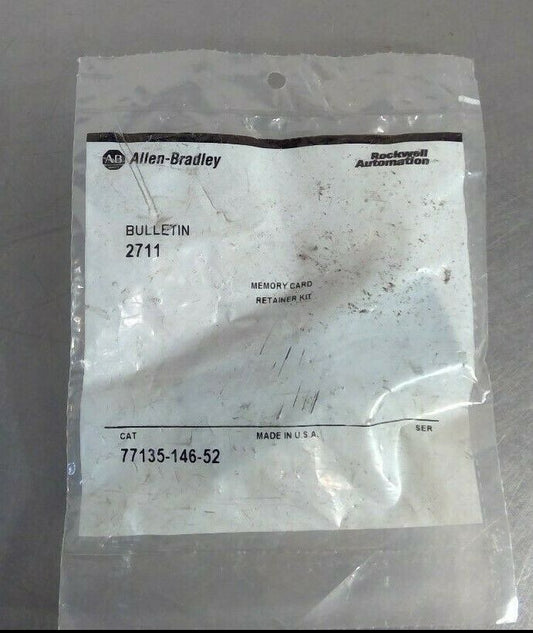 AB Allen-Bradley
Rockwell
Automation
BULLETIN
2711
MEMORY CARD
RETAINER KIT
CAT
MADE IN U.S.A.
SER
77135-146-52